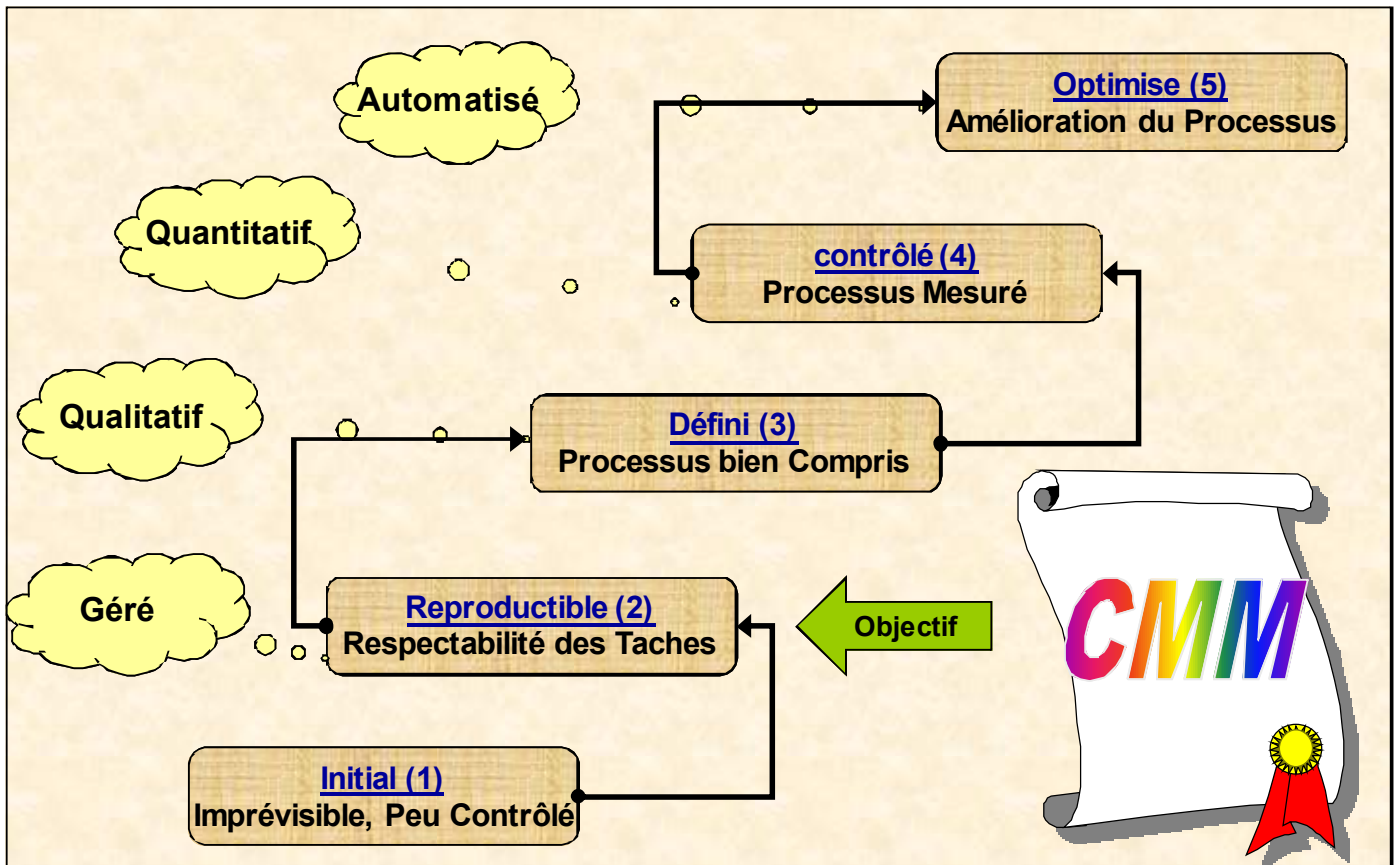 Automatisé
Optimise (5)
Amélioration du Processus
Quantitatif
contrôlé (4)
Processus Mesuré
Qualitatif
Défini (3)
Processus bien Compris
Géré
Reproductible (2)
Respectabilité des Taches
Objectif
CMM
Initial (1)
Imprévisible, Peu Contrôlé